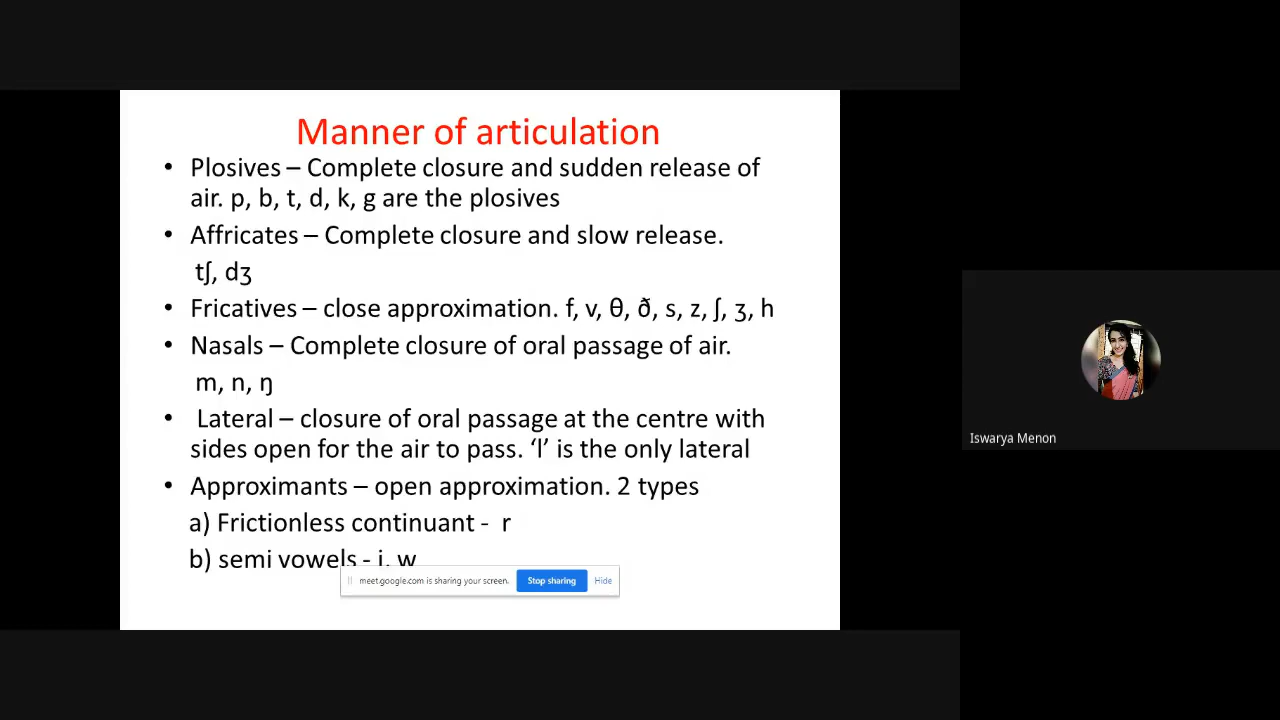 Manner of articulation
• Plosives – Complete closure and sudden release of
air. p, b, t, d, k, g are the plosives
• Affricates – Complete closure and slow release.
tʃ, dʒ
• Fricatives – close approximation. f, v, θ, ð, s, z, ʃ, ʒ, h
• Nasals – Complete closure of oral passage of air.
m, n, ŋ
• Lateral – closure of oral passage at the centre with
sides open for the air to pass. ‘l’ is the only lateral
• Approximants – open approximation. 2 types
a) Frictionless continuant - r
b) semi vowels - j, w
meet.google.com is sharing your screen. Stop sharing Hide
Iswarya Menon